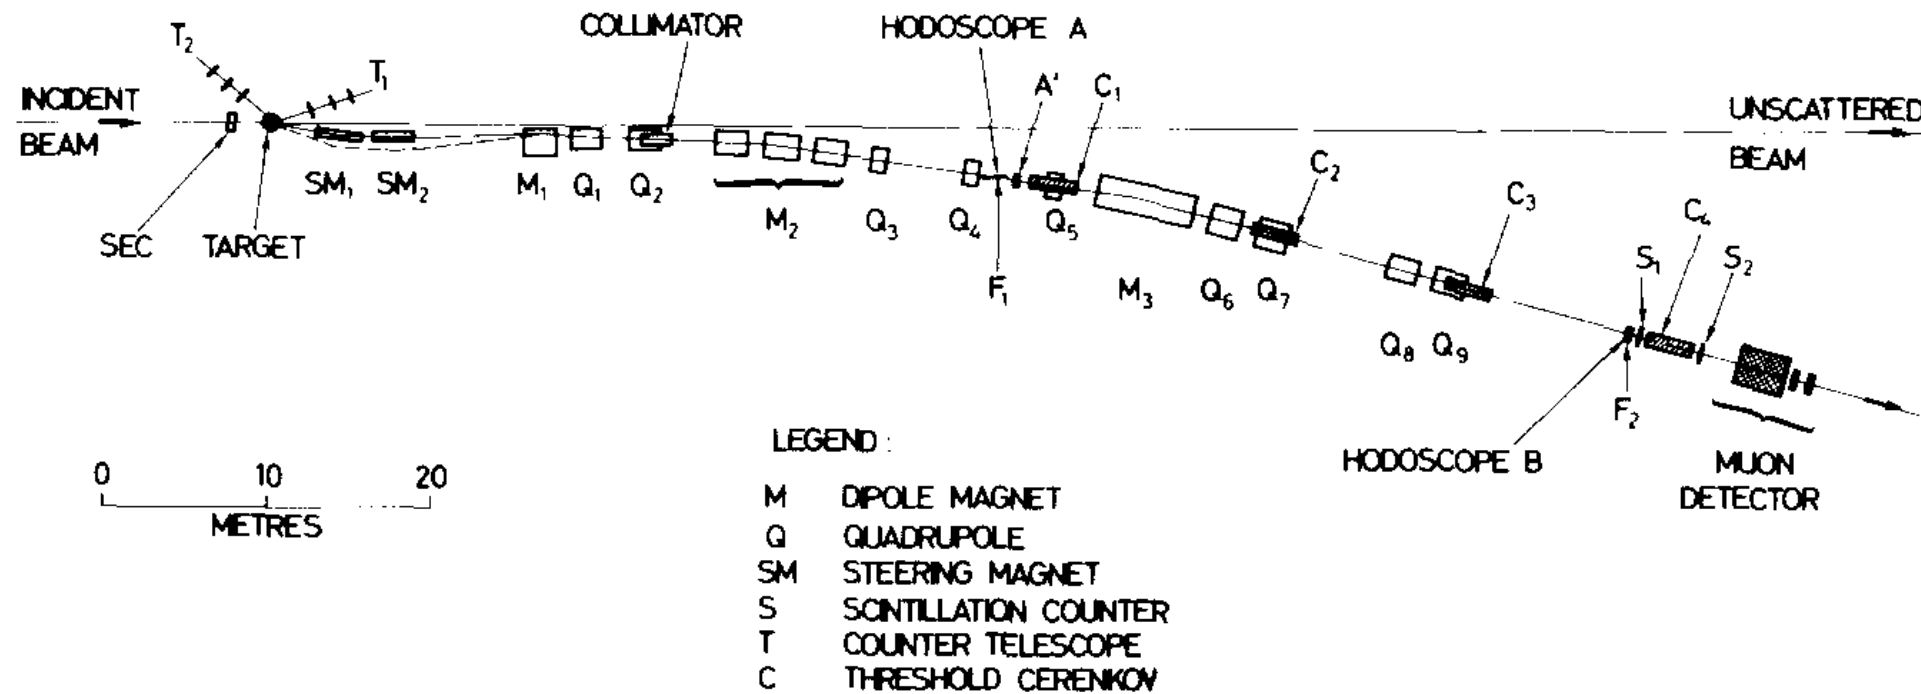 COLLIMATOR
HODOSCOPE A
T₂
T₁
A'
C₁
INCIDENT
BEAM
UNSCATTERED
BEAM
C₂
C₃
C₄
SM₁
SM₂
M₁
Q₁
Q₂
M₂
Q₃
Q₄
Q₅
SEC
TARGET
F₁
M₃
Q₆
Q₇
S₁
S₂
Q₈
Q₉
F₂
HODOSCOPE B
MUON
DETECTOR
0 10 20
METRES
LEGEND :
M DIPOLE MAGNET
Q QUADRUPOLE
SM STEERING MAGNET
S SCINTILLATION COUNTER
T COUNTER TELESCOPE
C THRESHOLD CERENKOV